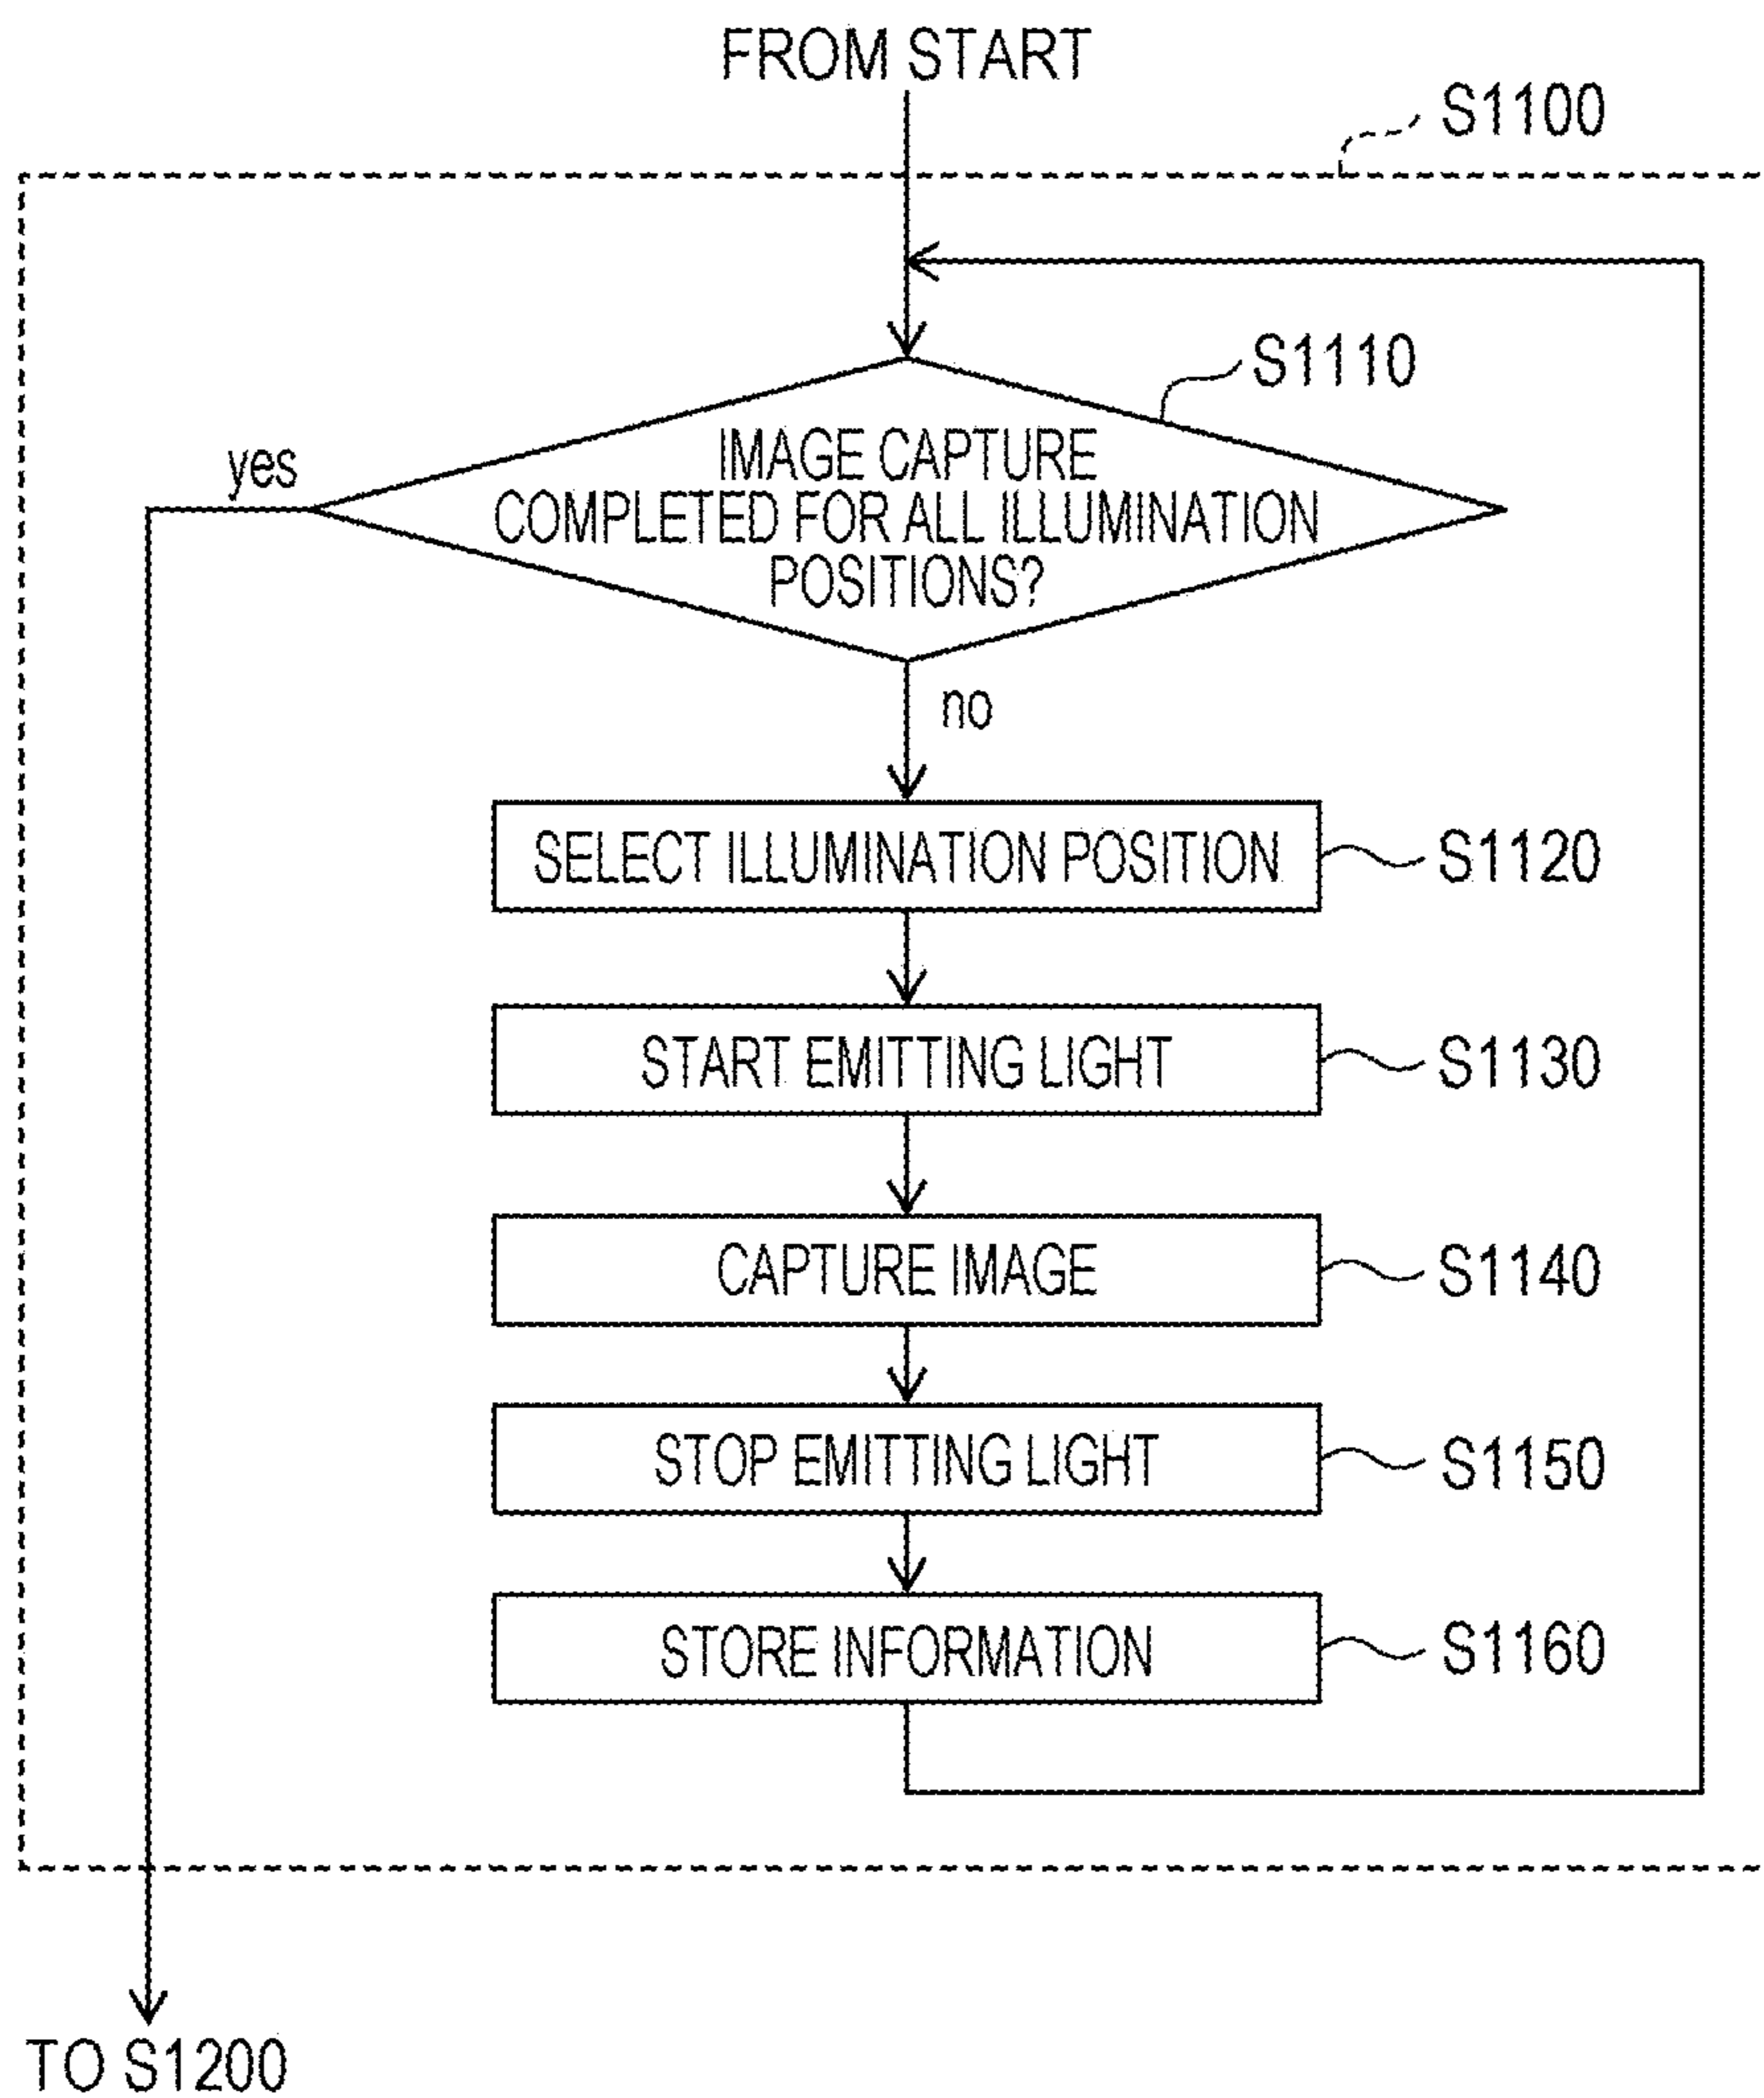 FROM START
S1100
S1110
yes
IMAGE CAPTURE
COMPLETED FOR ALL ILLUMINATION
POSITIONS?
no
SELECT ILLUMINATION POSITION
S1120
START EMITTING LIGHT
S1130
CAPTURE IMAGE
S1140
STOP EMITTING LIGHT
S1150
STORE INFORMATION
S1160
TO S1200